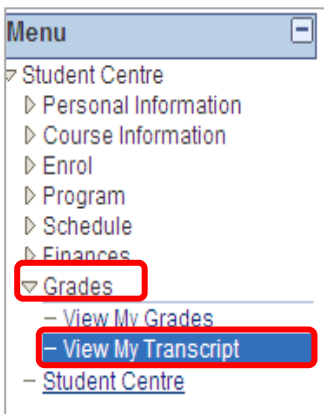 Menu
Student Centre
Personal Information
Course Information
Enrol
Program
Schedule
Finances
Grades
– View My Grades
– View My Transcript
– Student Centre